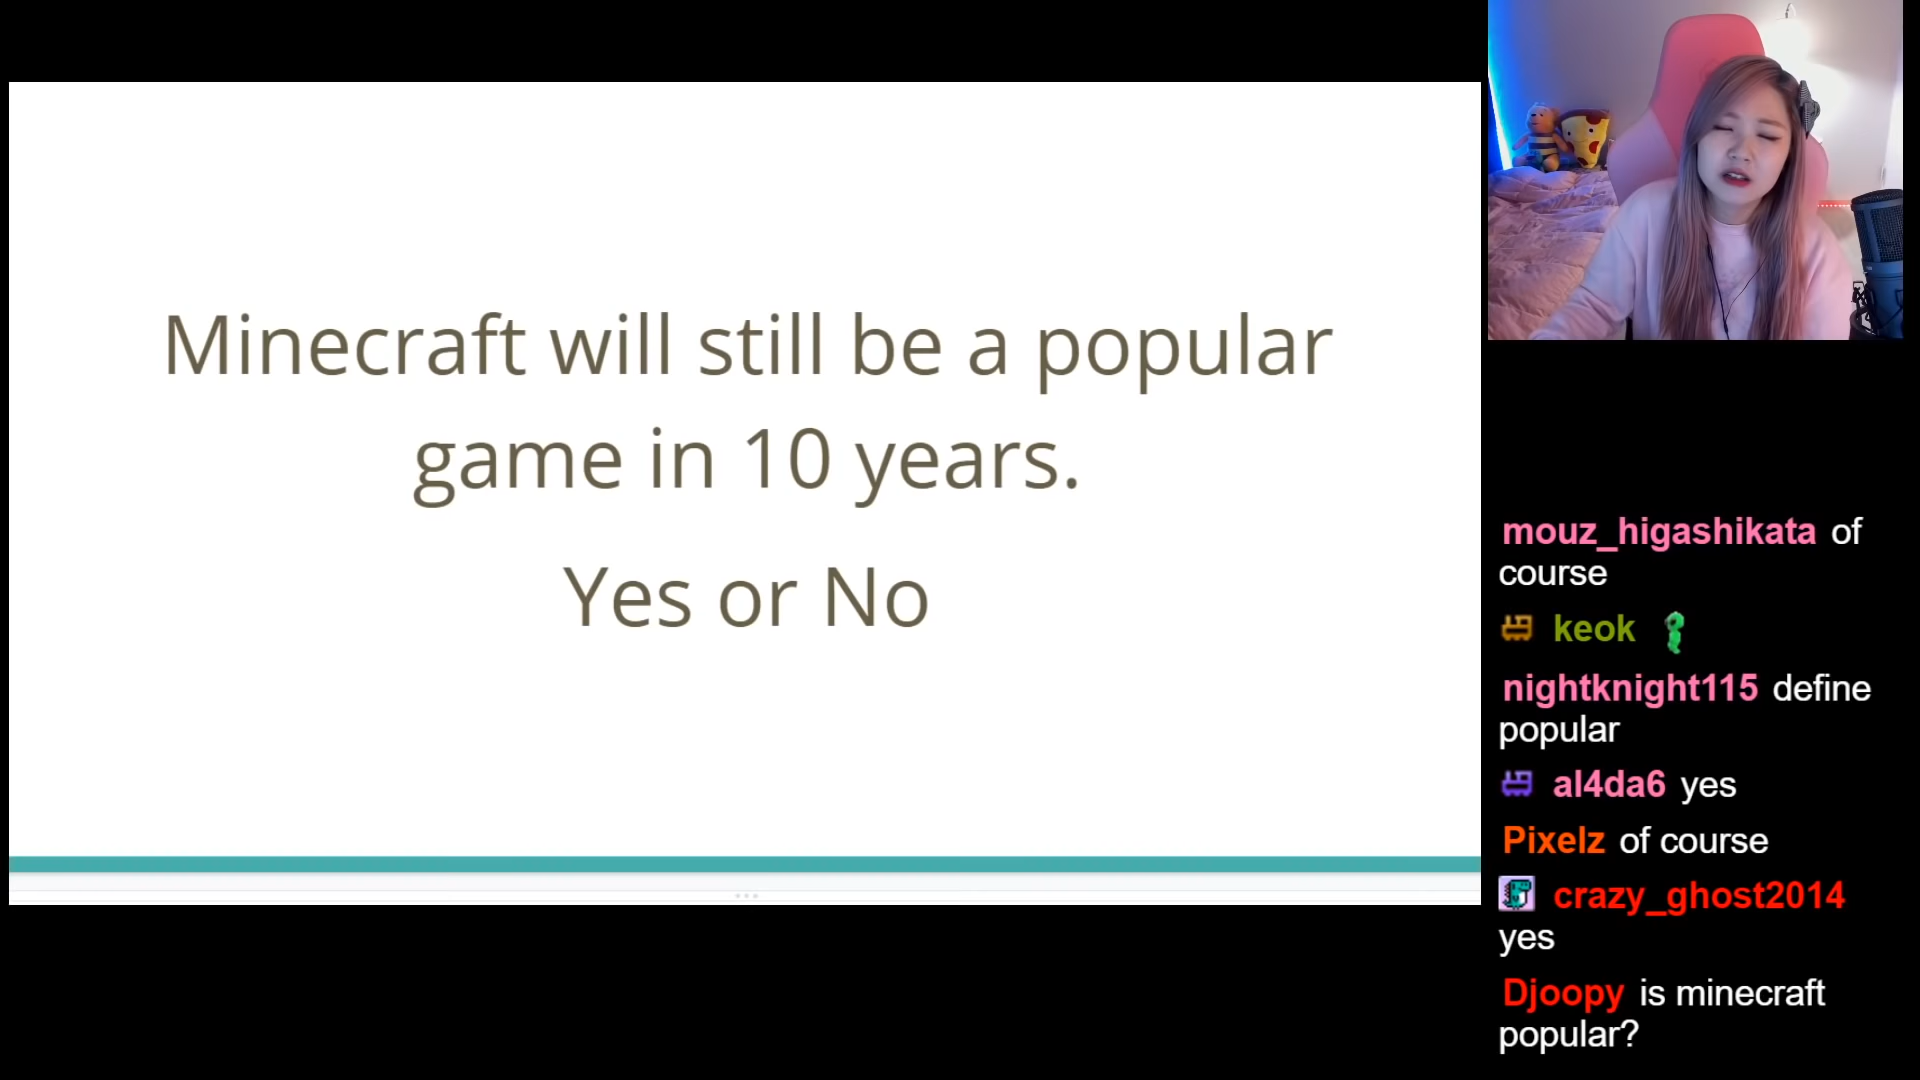 Minecraft will still be a popular
game in 10 years.
Yes or No
mouz_higashikata of
course
keok
nightknight115 define
popular
al4da6 yes
Pixelz of course
crazy_ghost2014
yes
Djoopy is minecraft
popular?